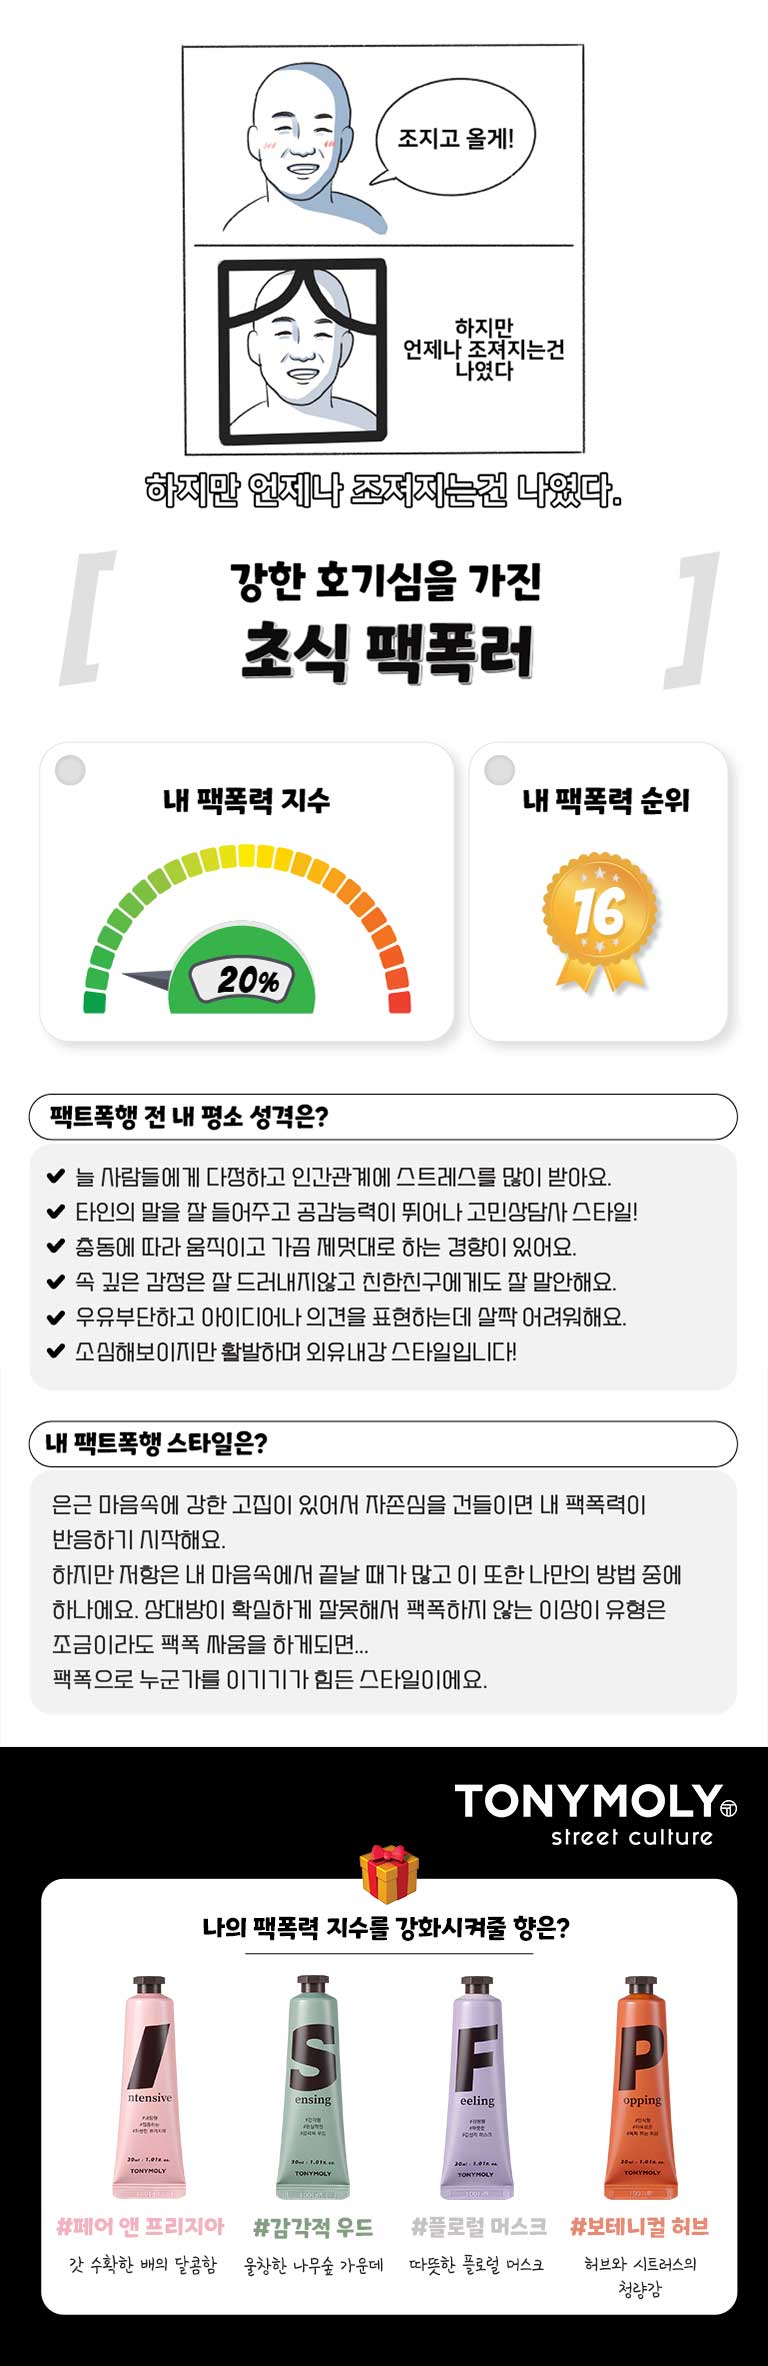 조지고 올게!
하지만
언제나 조져지는건
나였다
하지만 언제나 조져지는건 나였다.
강한 호기심을 가진
초식 팩폭러
내 팩폭력 지수
20%
내 팩폭력 순위
16
팩트폭행 전 내 평소 성격은?
늘 사람들에게 다정하고 인간관계에 스트레스를 많이 받아요.
타인의 말을 잘 들어주고 공감능력이 뛰어나 고민상담사 스타일!
충동에 따라 움직이고 가끔 제멋대로 하는 경향이 있어요.
속 깊은 감정은 잘 드러내지않고 친한친구에게도 잘 말안해요.
우유부단하고 아이디어나 의견을 표현하는데 살짝 어려워해요.
소심해보이지만 활발하며 외유내강 스타일입니다!
내 팩트폭행 스타일은?
은근 마음속에 강한 고집이 있어서 자존심을 건들이면 내 팩폭력이
반응하기 시작해요.
하지만 저항은 내 마음속에서 끝날 때가 많고 이 또한 나만의 방법 중에
하나에요. 상대방이 확실하게 잘못해서 팩폭하지 않는 이상이 유형은
조금이라도 팩폭 싸움을 하게되면...
팩폭으로 누군가를 이기기가 힘든 스타일이에요.
TONYMOLY
street culture
나의 팩폭력 지수를 강화시켜줄 향은?
I
ntensive
30ml · 1.01fl.oz.
TONYMOLY
#페어 앤 프리지아
갓 수확한 배의 달콤함
S
ensing
30ml · 1.01fl.oz.
TONYMOLY
#감각적 우드
울창한 나무숲 가운데
F
eeling
30ml · 1.01fl.oz.
TONYMOLY
#플로럴 머스크
따뜻한 플로럴 머스크
P
opping
30ml · 1.01fl.oz.
TONYMOLY
#보테니컬 허브
허브와 시트러스의
청량감